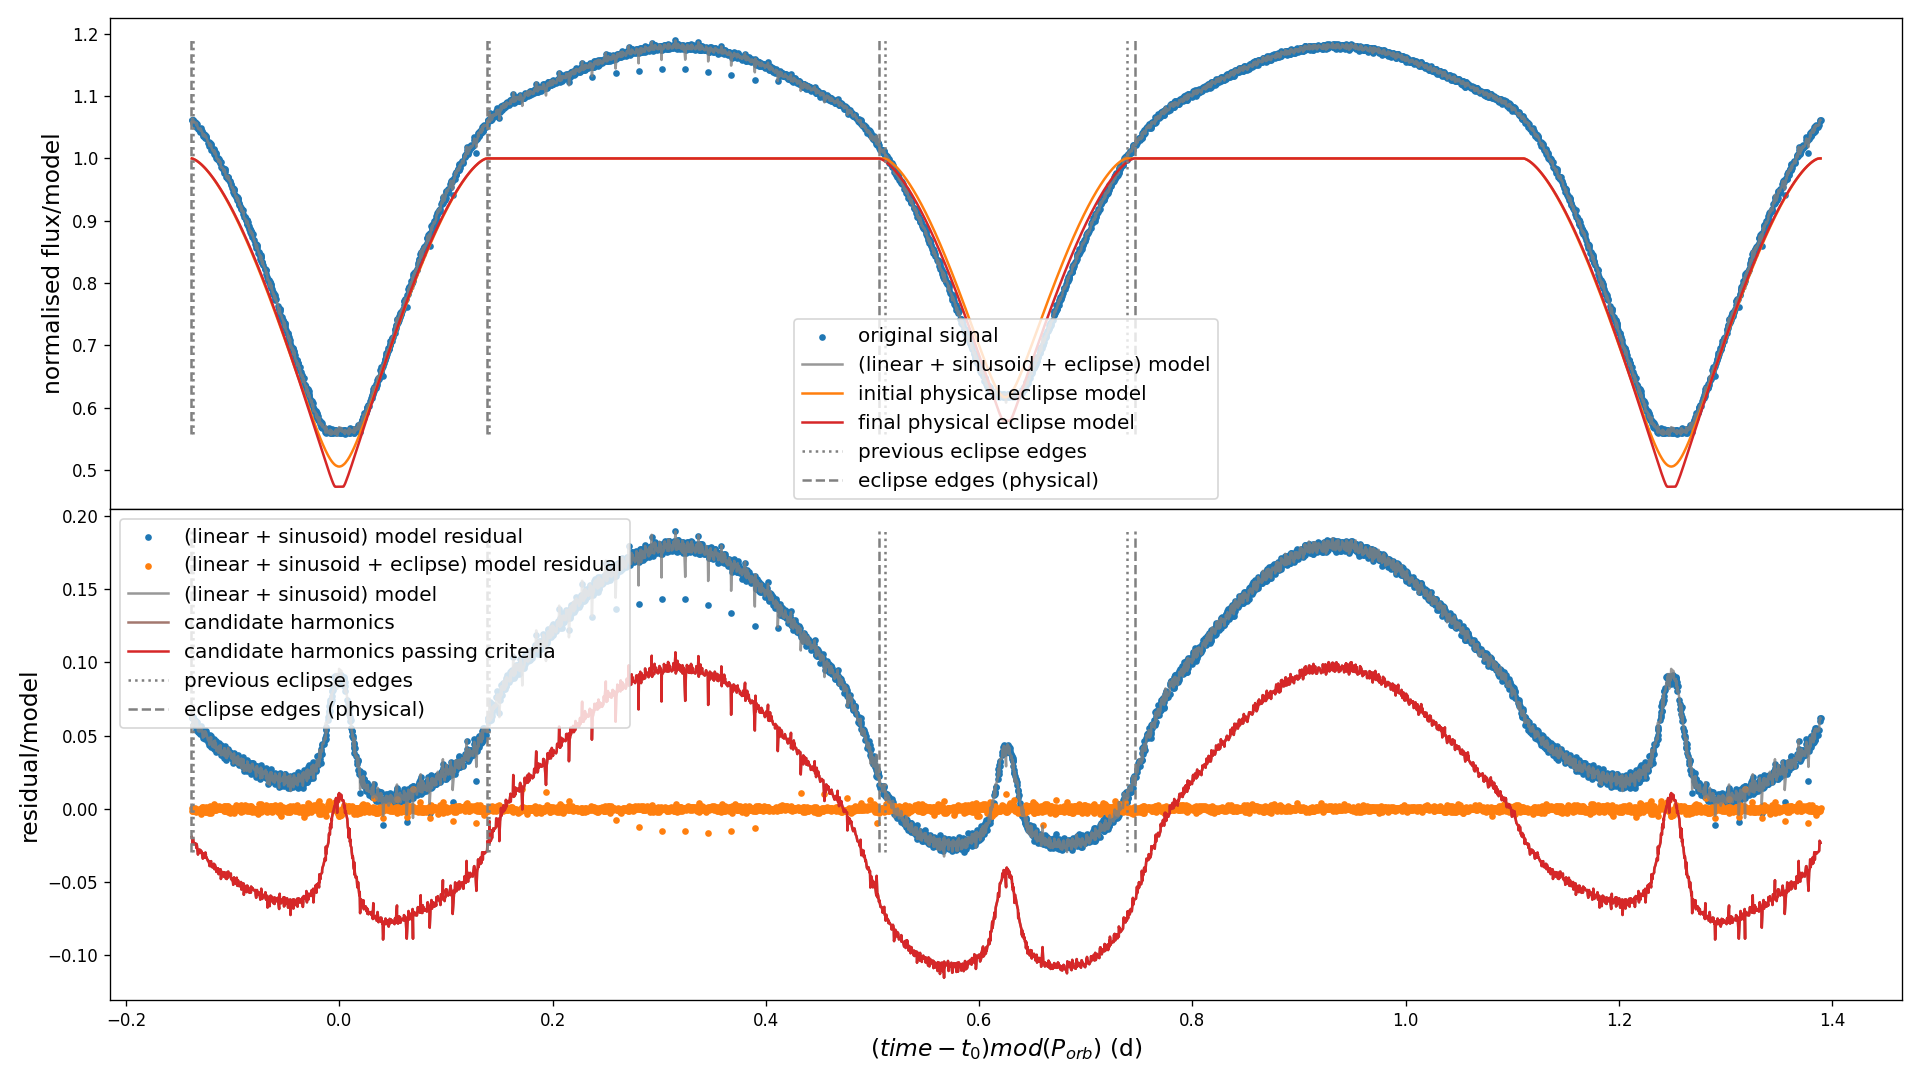 normalised flux/model
1.2
1.1
1.0
0.9
0.8
0.7
0.6
0.5
original signal
(linear + sinusoid + eclipse) model
initial physical eclipse model
final physical eclipse model
previous eclipse edges
eclipse edges (physical)
residual/model
0.20
0.15
0.10
0.05
0.00
−0.05
−0.10
(linear + sinusoid) model residual
(linear + sinusoid + eclipse) model residual
(linear + sinusoid) model
candidate harmonics
candidate harmonics passing criteria
previous eclipse edges
eclipse edges (physical)
−0.2 0.0 0.2 0.4 0.6 0.8 1.0 1.2 1.4
(time − t₀)mod(Pₒᵣb) (d)